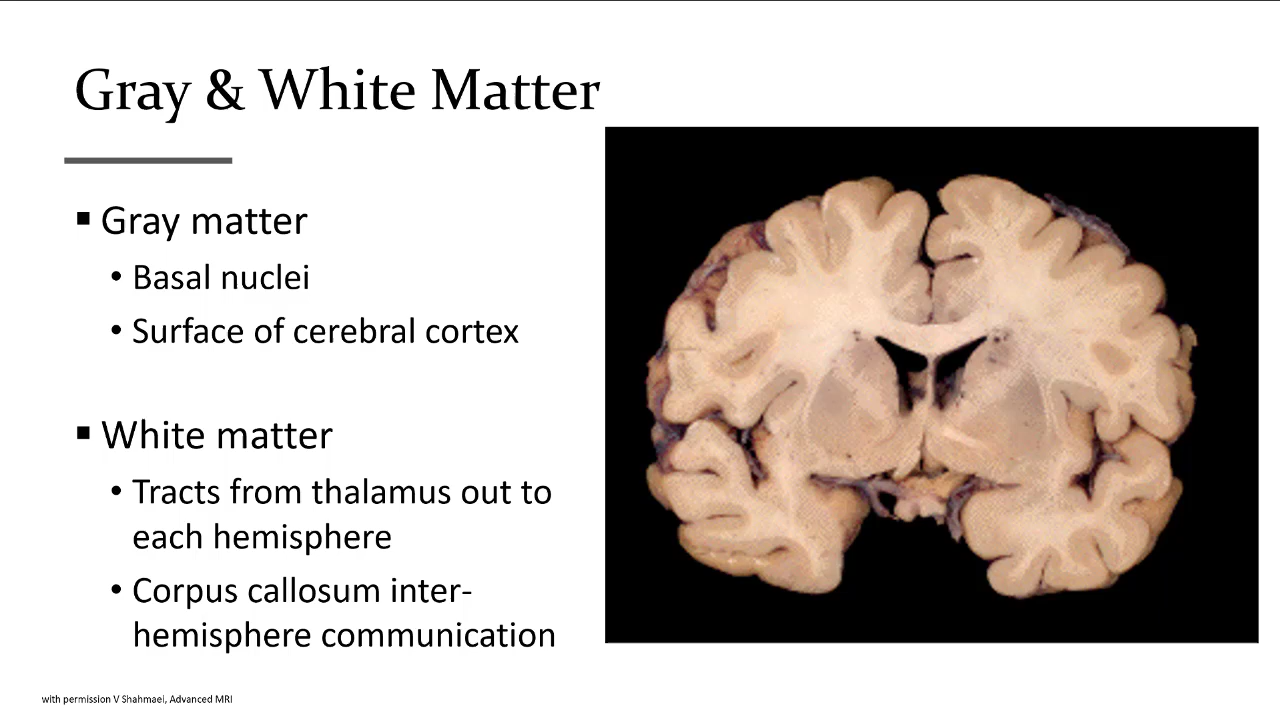 Gray & White Matter
▪ Gray matter
• Basal nuclei
• Surface of cerebral cortex
▪ White matter
• Tracts from thalamus out to
each hemisphere
• Corpus callosum inter-
hemisphere communication
with permission V Shahmaei, Advanced MRI